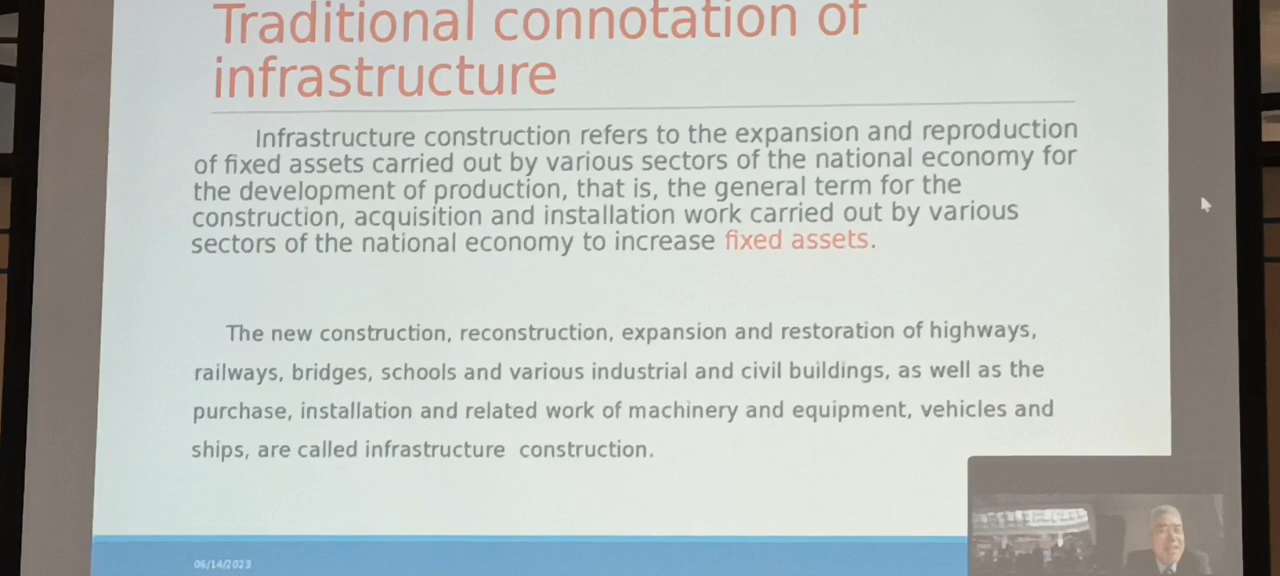 Traditional connotation of
infrastructure
Infrastructure construction refers to the expansion and reproduction
of fixed assets carried out by various sectors of the national economy for
the development of production, that is, the general term for the
construction, acquisition and installation work carried out by various
sectors of the national economy to increase fixed assets.
The new construction, reconstruction, expansion and restoration of highways,
railways, bridges, schools and various industrial and civil buildings, as well as the
purchase, installation and related work of machinery and equipment, vehicles and
ships, are called infrastructure construction.
06/14/2023